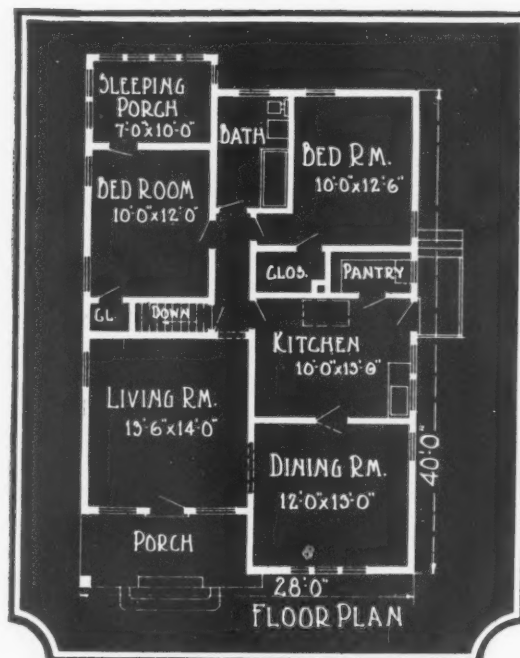 SLEEPING
PORCH
7'-0"x10'-0"
BATH
BED RM.
10'-0"x12'-6"
BED ROOM
10'-0"x12'-0"
CLOS.
PANTRY
CL.
DOWN
KITCHEN
10'-0"x13'-0"
LIVING RM.
13'-6"x14'-0"
DINING RM.
12'-0"x13'-0"
40'-0"
PORCH
28'-0"
FLOOR PLAN